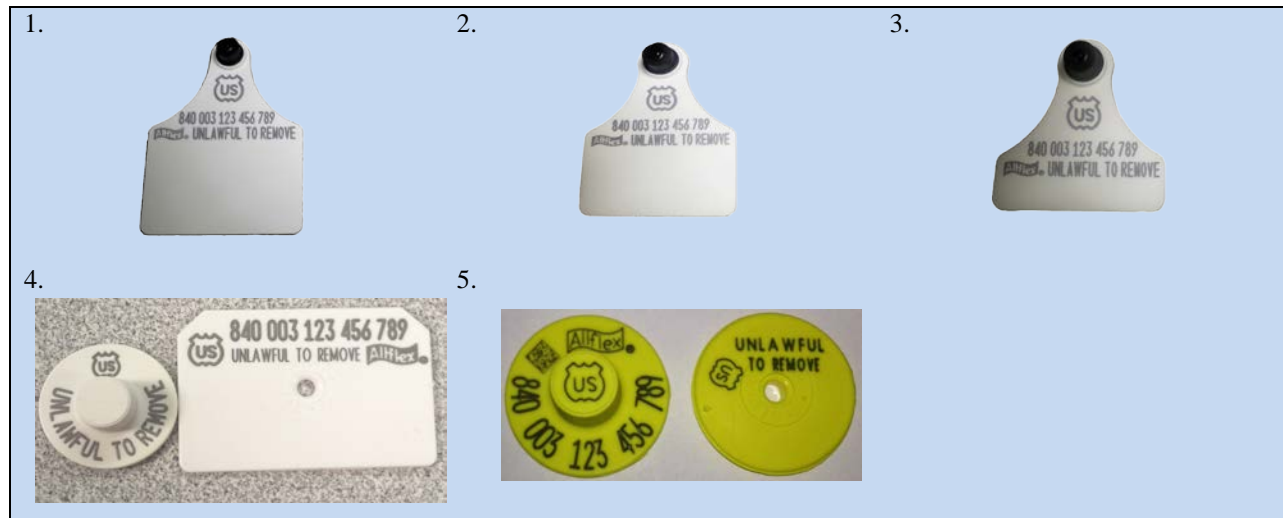 1.
US
840 003 123 456 789
Allflex® UNLAWFUL TO REMOVE
2.
US
840 003 123 456 789
Allflex® UNLAWFUL TO REMOVE
3.
US
840 003 123 456 789
Allflex® UNLAWFUL TO REMOVE
4.
US
UNLAWFUL TO REMOVE
US
840 003 123 456 789
UNLAWFUL TO REMOVE Allflex®
5.
Allflex®
US
840 003 123 456 789
UNLAWFUL
TO REMOVE
US